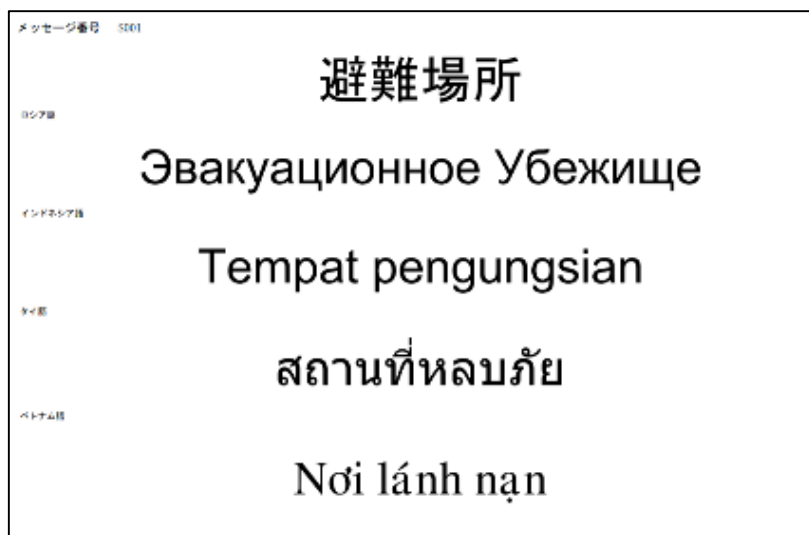 メッセージ番号 S001
避難場所
ロシア語
Эвакуационное Убежище
インドネシア語
Tempat pengungsian
タイ語
สถานที่หลบภัย
ベトナム語
Nơi lánh nạn